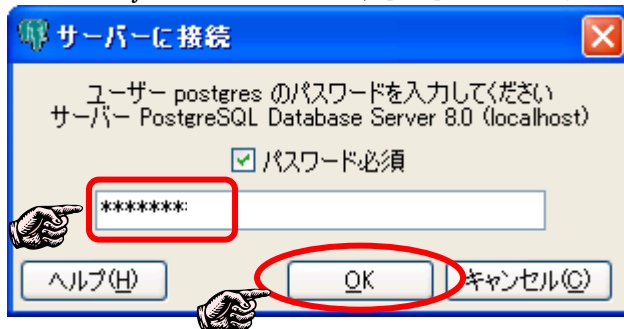 サーバーに接続
ユーザー postgres のパスワードを入力してください
サーバー PostgreSQL Database Server 8.0 (localhost)
パスワード必須
*******
ヘルプ(H)
OK
キャンセル(C)